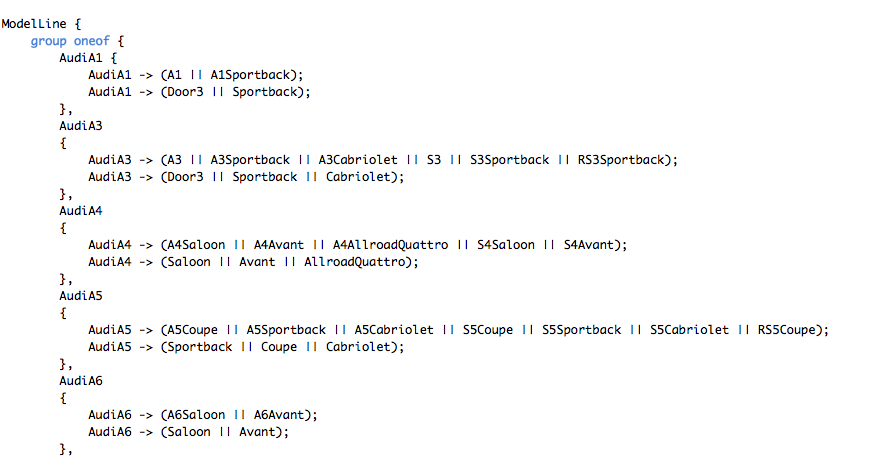 ModelLine {
    group oneof {
        AudiA1 {
            AudiA1 -> (A1 || A1Sportback);
            AudiA1 -> (Door3 || Sportback);
        },
        AudiA3
        {
            AudiA3 -> (A3 || A3Sportback || A3Cabriolet || S3 || S3Sportback || RS3Sportback);
            AudiA3 -> (Door3 || Sportback || Cabriolet);
        },
        AudiA4
        {
            AudiA4 -> (A4Saloon || A4Avant || A4AllroadQuattro || S4Saloon || S4Avant);
            AudiA4 -> (Saloon || Avant || AllroadQuattro);
        },
        AudiA5
        {
            AudiA5 -> (A5Coupe || A5Sportback || A5Cabriolet || S5Coupe || S5Sportback || S5Cabriolet || RS5Coupe);
            AudiA5 -> (Sportback || Coupe || Cabriolet);
        },
        AudiA6
        {
            AudiA6 -> (A6Saloon || A6Avant);
            AudiA6 -> (Saloon || Avant);
        },